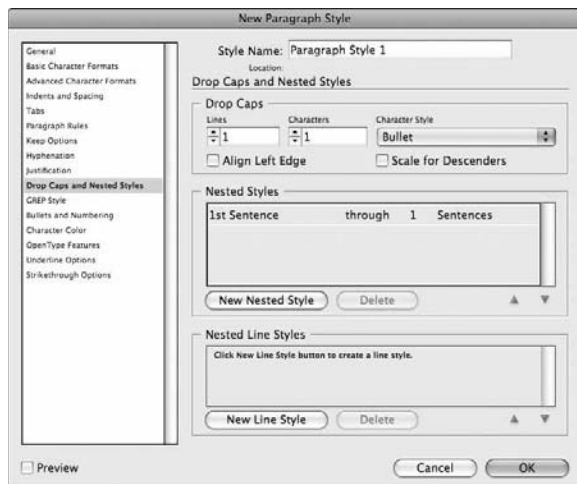 New Paragraph Style
General
Basic Character Formats
Advanced Character Formats
Indents and Spacing
Tabs
Paragraph Rules
Keep Options
Hyphenation
Justification
Drop Caps and Nested Styles
GREP Style
Bullets and Numbering
Character Color
OpenType Features
Underline Options
Strikethrough Options
Style Name: Paragraph Style 1
Location:
Drop Caps and Nested Styles
Drop Caps
Lines Characters Character Style
1 1 Bullet
Align Left Edge Scale for Descenders
Nested Styles
1st Sentence through 1 Sentences
New Nested Style Delete
Nested Line Styles
Click New Line Style button to create a line style.
New Line Style Delete
Preview Cancel OK